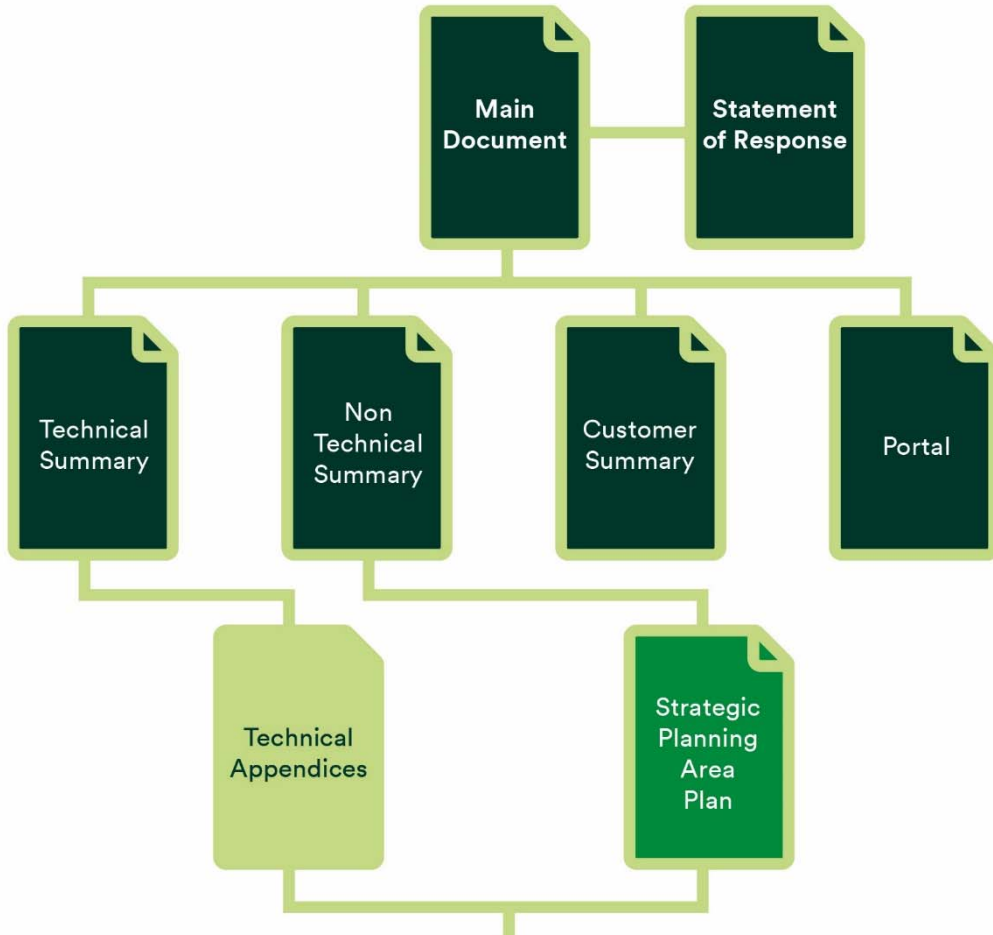 Main
Document
Statement
of Response
Technical
Summary
Non
Technical
Summary
Customer
Summary
Portal
Technical
Appendices
Strategic
Planning
Area
Plan